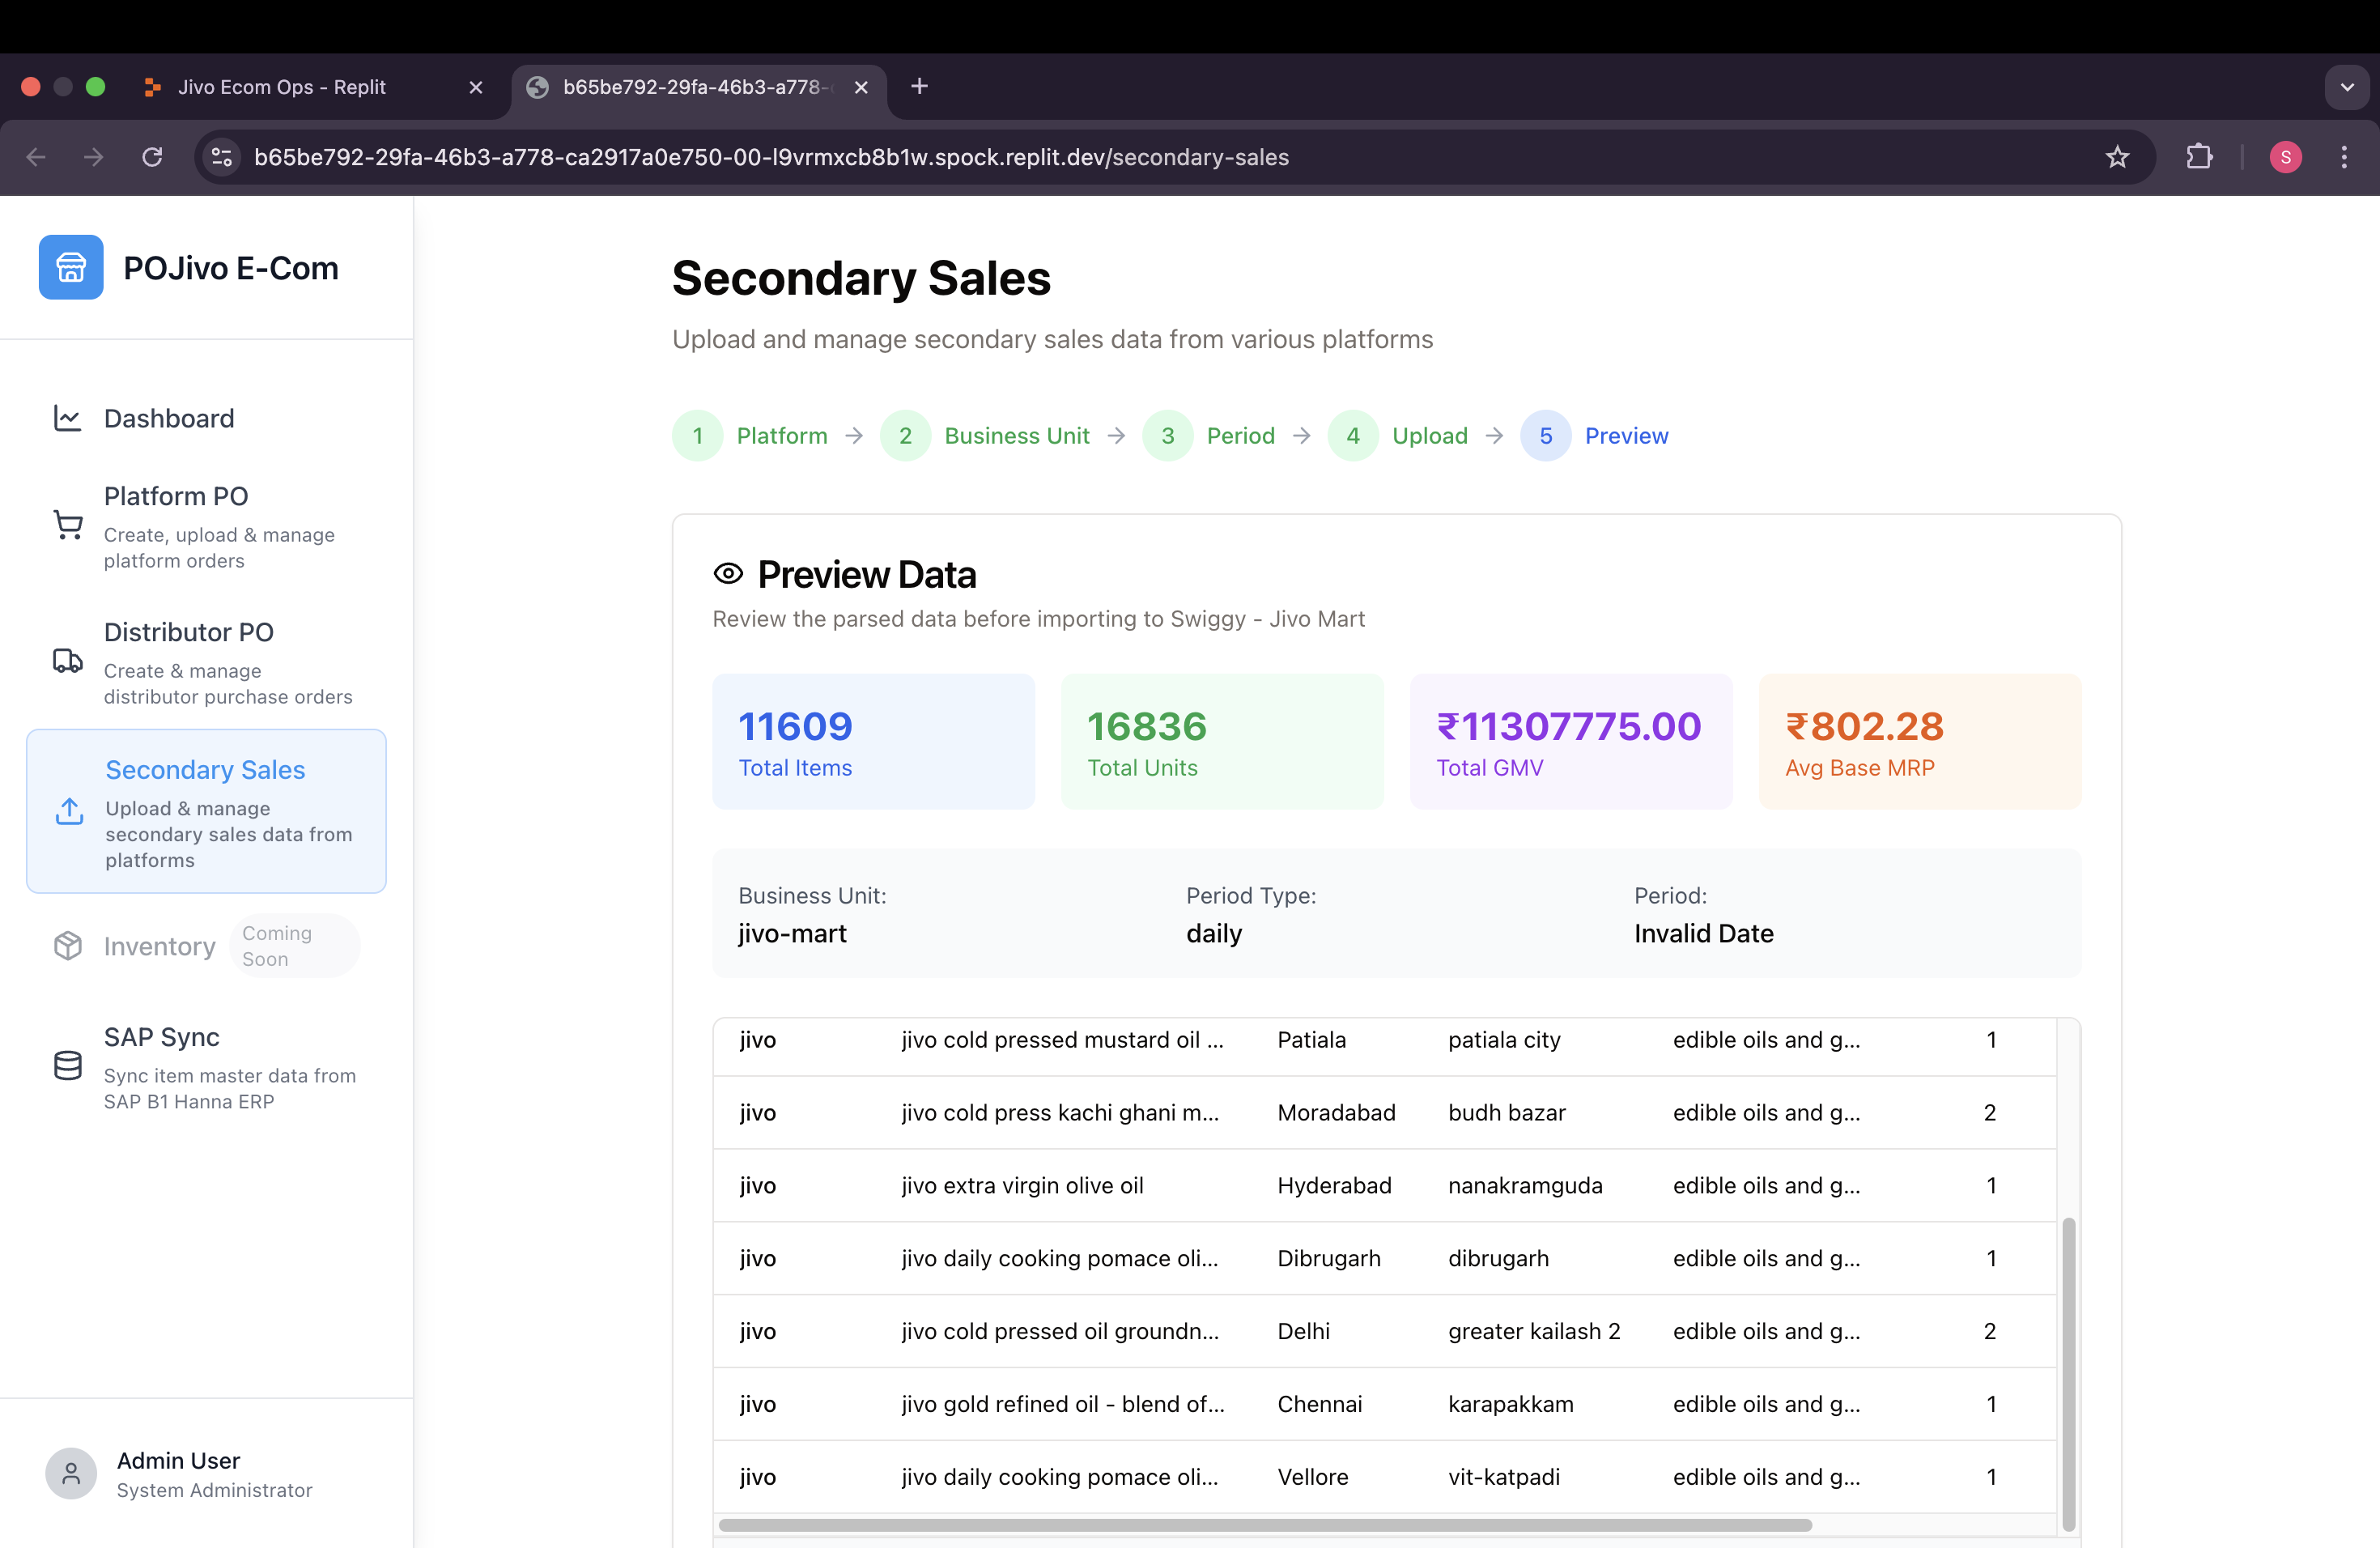 Jivo Ecom Ops - Replit
b65be792-29fa-46b3-a778-
b65be792-29fa-46b3-a778-ca2917a0e750-00-l9vrmxcb8b1w.spock.replit.dev/secondary-sales
S
POJivo E-Com
Dashboard
Platform PO
Create, upload & manage
platform orders
Distributor PO
Create & manage
distributor purchase orders
Secondary Sales
Upload & manage
secondary sales data from
platforms
Inventory
Coming
Soon
SAP Sync
Sync item master data from
SAP B1 Hanna ERP
Admin User
System Administrator
Secondary Sales
Upload and manage secondary sales data from various platforms
1 Platform → 2 Business Unit → 3 Period → 4 Upload → 5 Preview
Preview Data
Review the parsed data before importing to Swiggy - Jivo Mart
11609
Total Items
16836
Total Units
₹11307775.00
Total GMV
₹802.28
Avg Base MRP
Business Unit:
jivo-mart
Period Type:
daily
Period:
Invalid Date
jivo jivo cold pressed mustard oil ... Patiala patiala city edible oils and g... 1
jivo jivo cold press kachi ghani m... Moradabad budh bazar edible oils and g... 2
jivo jivo extra virgin olive oil Hyderabad nanakramguda edible oils and g... 1
jivo jivo daily cooking pomace oli... Dibrugarh dibrugarh edible oils and g... 1
jivo jivo cold pressed oil groundn... Delhi greater kailash 2 edible oils and g... 2
jivo jivo gold refined oil - blend of... Chennai karapakkam edible oils and g... 1
jivo jivo daily cooking pomace oli... Vellore vit-katpadi edible oils and g... 1